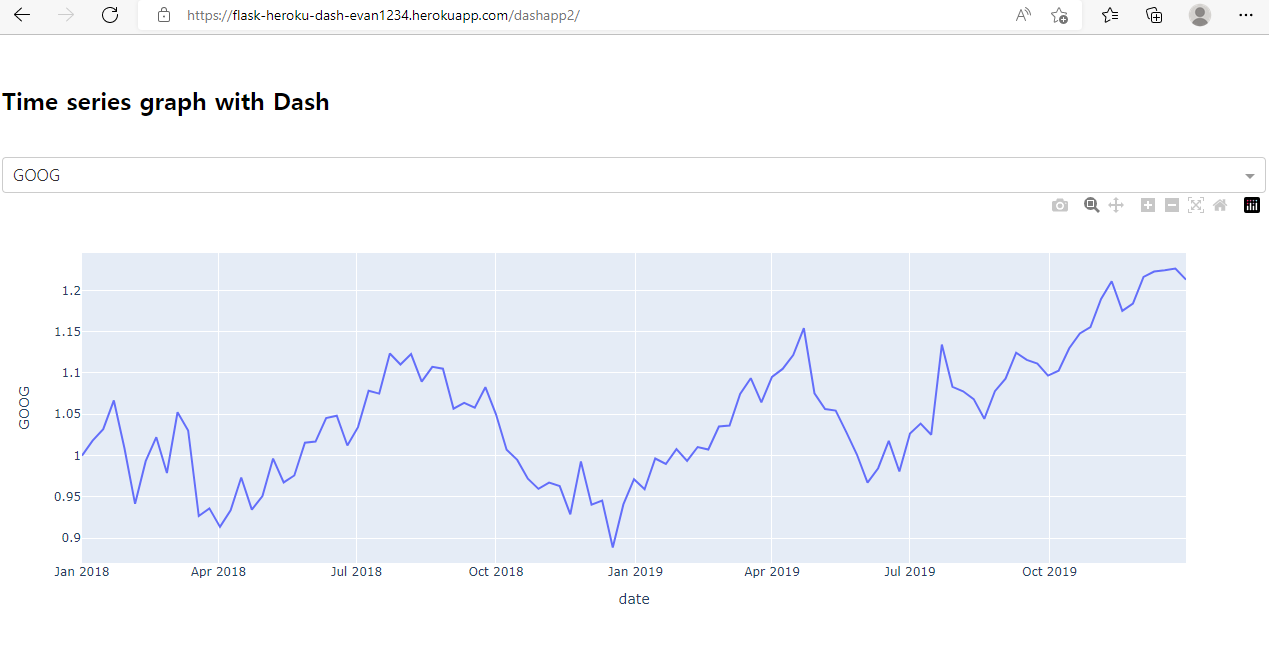 https://flask-heroku-dash-evan1234.herokuapp.com/dashapp2/
Time series graph with Dash
GOOG
1.2
1.15
1.1
1.05
1
0.95
0.9
GOOG
Jan 2018 Apr 2018 Jul 2018 Oct 2018 Jan 2019 Apr 2019 Jul 2019 Oct 2019
date